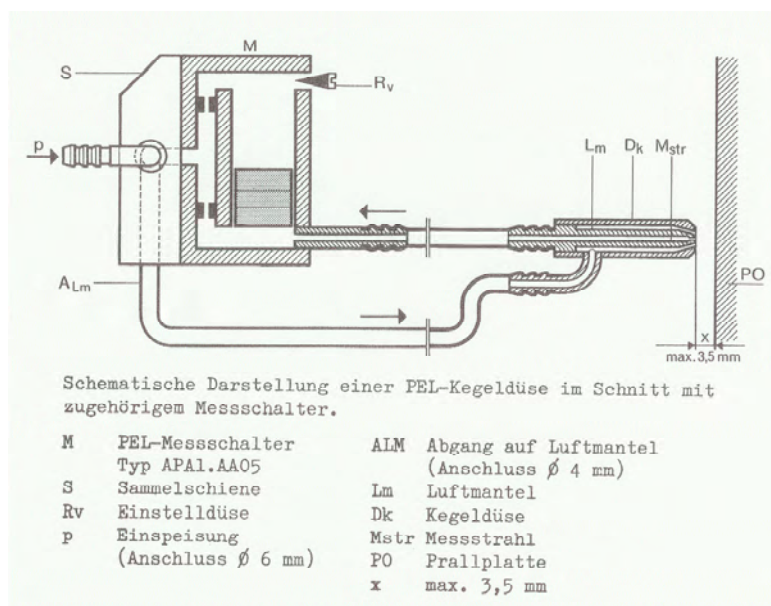 M
S
Rv
p
Lm Dk Mstr
PO
ALm
x
max. 3,5 mm
Schematische Darstellung einer PEL-Kegeldüse im Schnitt mit
zugehörigem Messschalter.
M PEL-Messschalter
Typ APA1.AA05
S Sammelschiene
Rv Einstelldüse
p Einspeisung
(Anschluss Ø 6 mm)
ALM Abgang auf Luftmantel
(Anschluss Ø 4 mm)
Lm Luftmantel
Dk Kegeldüse
Mstr Messstrahl
PO Prallplatte
x max. 3,5 mm